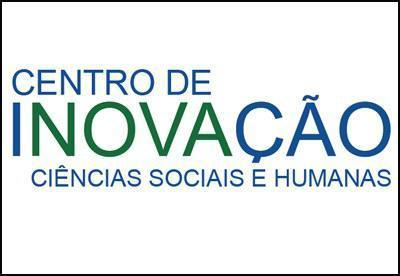 CENTRO DE
INOVAÇÃO
CIÊNCIAS SOCIAIS E HUMANAS